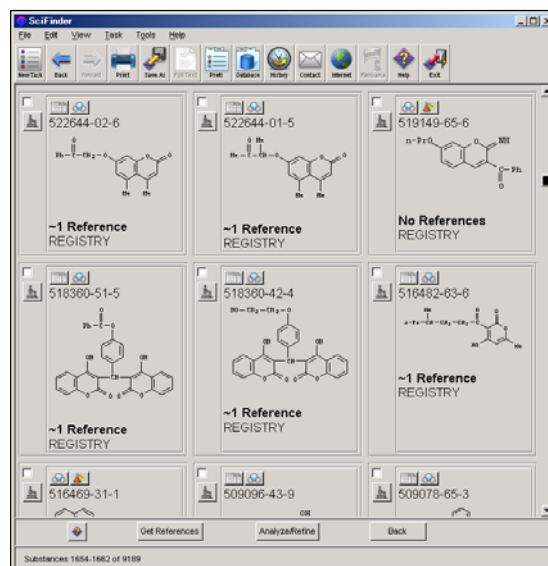 SciFinder
File Edit View Task Tools Help
New Task Back Forward Print Save As Full Text Prefs Database History Contact Internet Panorama Help Exit
522644-02-6 522644-01-5 519149-65-6
~1 Reference ~1 Reference No References
REGISTRY REGISTRY REGISTRY
518360-51-5 518360-42-4 516482-63-6
~1 Reference ~1 Reference ~1 Reference
REGISTRY REGISTRY REGISTRY
516469-31-1 509096-43-9 509078-65-3
OH
Get References Analyze/Refine Back
Substances 1654-1662 of 9189